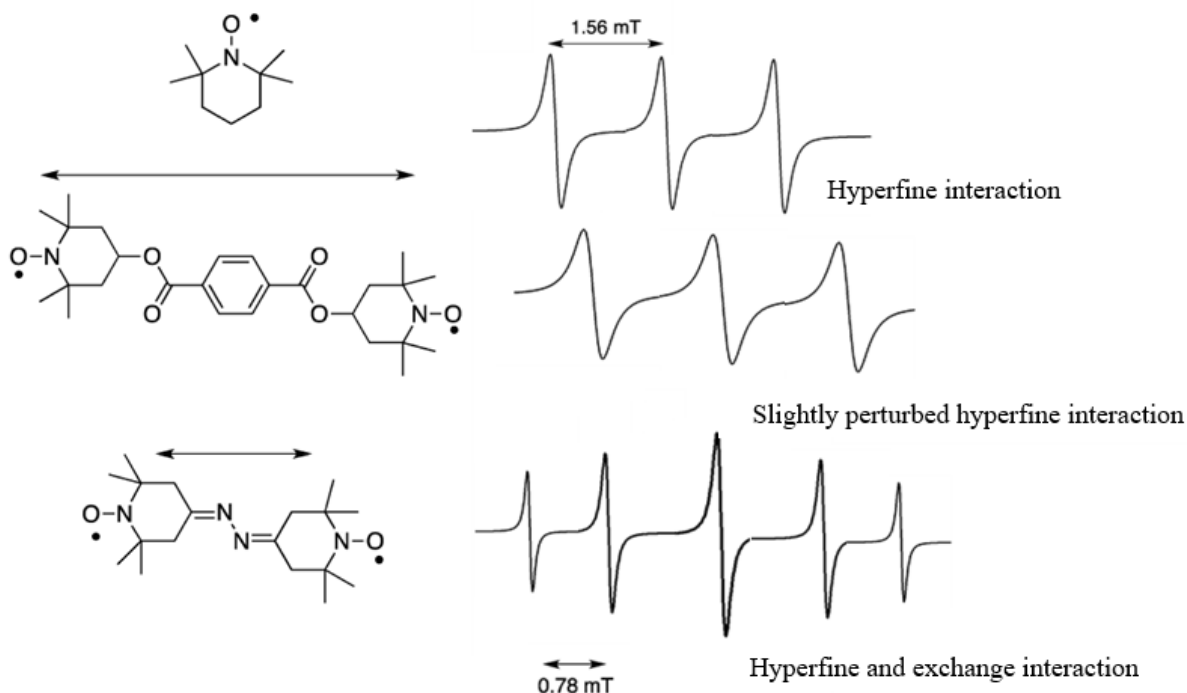 O •
N
1.56 mT
Hyperfine interaction
O
O
O
N
N
O
O
O
•
•
Slightly perturbed hyperfine interaction
O
N
N
N
N
O
•
•
0.78 mT
Hyperfine and exchange interaction